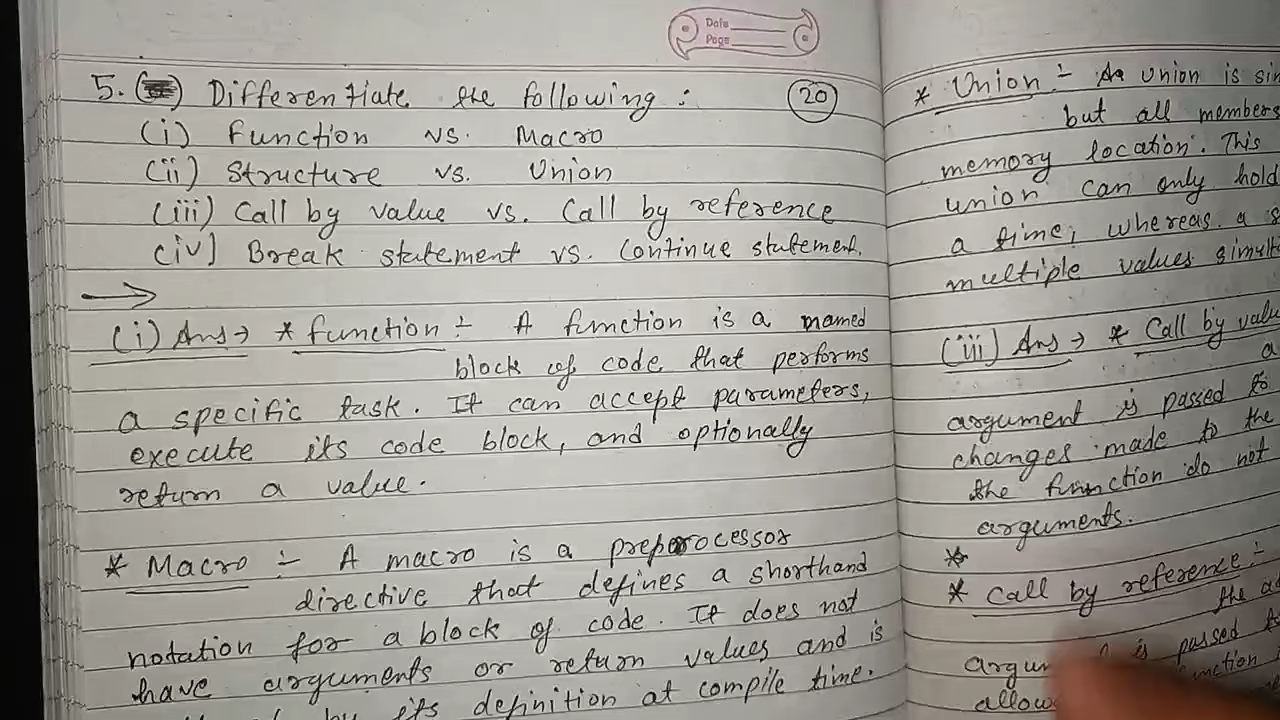 Date
Page
5. Differentiate the following : 20
(i) Function vs. Macro
(ii) Structure vs. Union
(iii) Call by value vs. Call by reference
(iv) Break statement vs. Continue statement.
(i) Ans → * function :- A function is a named
block of code that performs
a specific task. It can accept parameters,
execute its code block, and optionally
return a value.
* Macro :- A macro is a preprocessor
directive that defines a shorthand
notation for a block of code. It does not
have arguments or return values and is
by its definition at compile time.
* Union :- A union is
but all members
memory location. This
union can only hold
a time, whereas a
multiple values
(iii) Ans → * Call by value
a
argument is passed to
changes made to the
the function do not
arguments.
*
* Call by reference :-
the
is passed